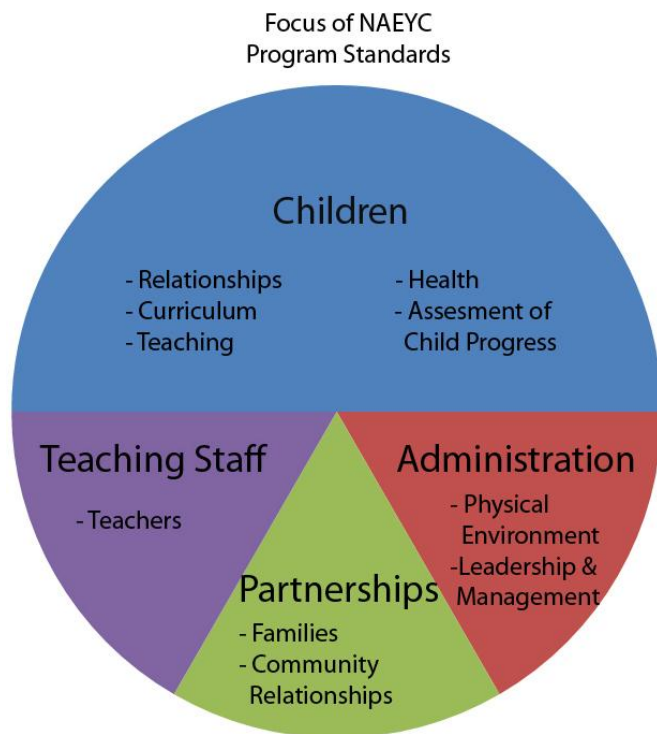 Focus of NAEYC
Program Standards
Children
- Relationships
- Curriculum
- Teaching
- Health
- Assesment of
Child Progress
Teaching Staff
- Teachers
Administration
- Physical
Environment
-Leadership &
Management
Partnerships
- Families
- Community
Relationships